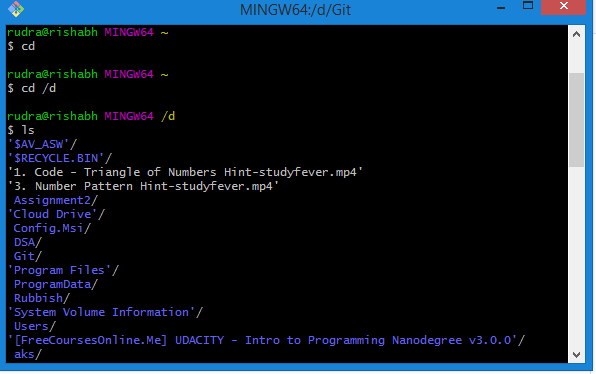 MINGW64:/d/Git
rudra@rishabh MINGW64 ~
$ cd
rudra@rishabh MINGW64 ~
$ cd /d
rudra@rishabh MINGW64 /d
$ ls
'$AV_ASW'/
'$RECYCLE.BIN'/
'1. Code - Triangle of Numbers Hint-studyfever.mp4'
'3. Number Pattern Hint-studyfever.mp4'
Assignment2/
'Cloud Drive'/
Config.Msi/
DSA/
Git/
'Program Files'/
ProgramData/
Rubbish/
'System Volume Information'/
Users/
'[FreeCoursesOnline.Me] UDACITY - Intro to Programming Nanodegree v3.0.0'/
aks/